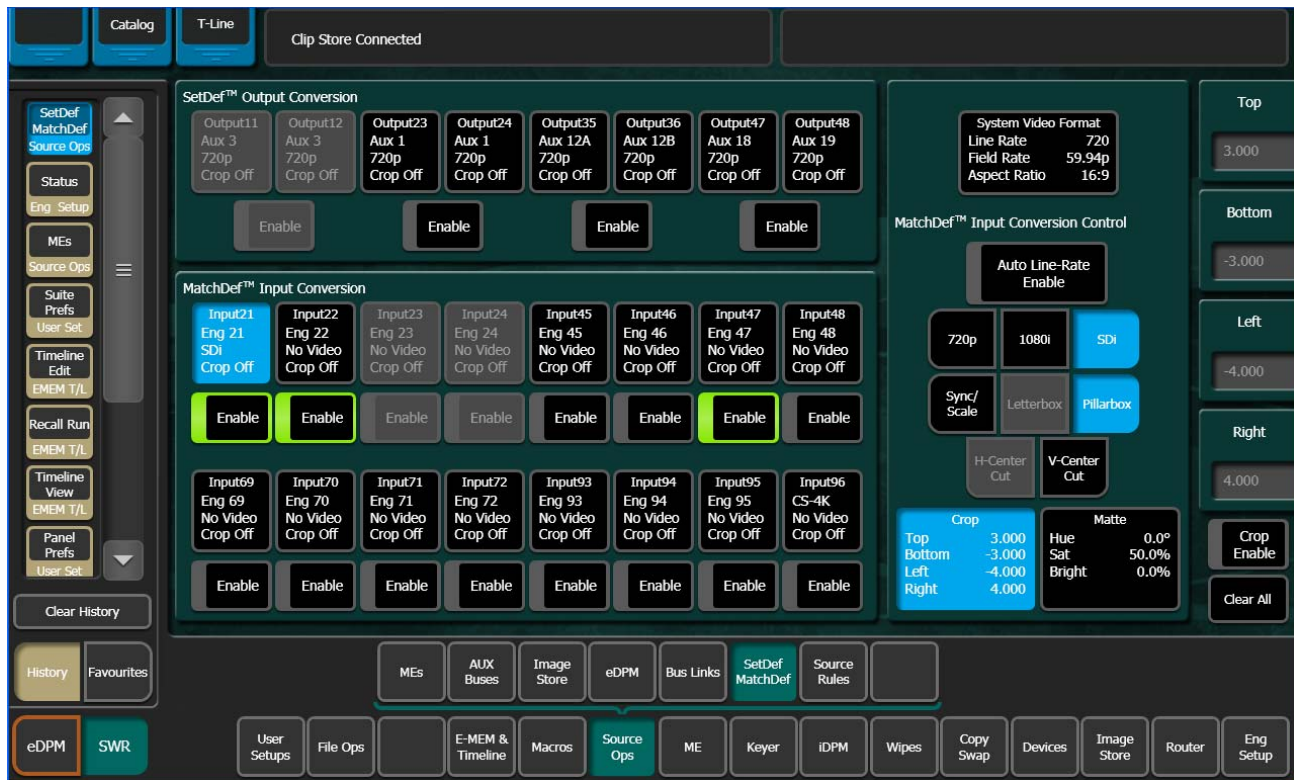 Catalog
T-Line
Clip Store Connected
SetDef
MatchDef
Source Ops
Status
Eng Setup
MEs
Source Ops
Suite
Prefs
User Set
Timeline
Edit
EMEM T/L
Recall Run
EMEM T/L
Timeline
View
EMEM T/L
Panel
Prefs
User Set
Clear History
History
Favourites
eDPM
SWR
SetDef™ Output Conversion
Output11
Aux 3
720p
Crop Off
Output12
Aux 3
720p
Crop Off
Output23
Aux 1
720p
Crop Off
Output24
Aux 1
720p
Crop Off
Output35
Aux 12A
720p
Crop Off
Output36
Aux 12B
720p
Crop Off
Output47
Aux 18
720p
Crop Off
Output48
Aux 19
720p
Crop Off
Enable
Enable
Enable
Enable
MatchDef™ Input Conversion
Input21
Eng 21
SDi
Crop Off
Input22
Eng 22
No Video
Crop Off
Input23
Eng 23
No Video
Crop Off
Input24
Eng 24
No Video
Crop Off
Input45
Eng 45
No Video
Crop Off
Input46
Eng 46
No Video
Crop Off
Input47
Eng 47
No Video
Crop Off
Input48
Eng 48
No Video
Crop Off
Enable
Enable
Enable
Enable
Enable
Enable
Enable
Enable
Input69
Eng 69
No Video
Crop Off
Input70
Eng 70
No Video
Crop Off
Input71
Eng 71
No Video
Crop Off
Input72
Eng 72
No Video
Crop Off
Input93
Eng 93
No Video
Crop Off
Input94
Eng 94
No Video
Crop Off
Input95
Eng 95
No Video
Crop Off
Input96
CS-4K
No Video
Crop Off
Enable
Enable
Enable
Enable
Enable
Enable
Enable
Enable
System Video Format
Line Rate 720
Field Rate 59.94p
Aspect Ratio 16:9
MatchDef™ Input Conversion Control
Auto Line-Rate
Enable
720p
1080i
SDi
Sync/
Scale
Letterbox
Pillarbox
H-Center
Cut
V-Center
Cut
Crop
Top 3.000
Bottom -3.000
Left -4.000
Right 4.000
Matte
Hue 0.0°
Sat 50.0%
Bright 0.0%
Top
3.000
Bottom
-3.000
Left
-4.000
Right
4.000
Crop
Enable
Clear All
MEs
AUX
Buses
Image
Store
eDPM
Bus Links
SetDef
MatchDef
Source
Rules
User
Setups
File Ops
E-MEM &
Timeline
Macros
Source
Ops
ME
Keyer
iDPM
Wipes
Copy
Swap
Devices
Image
Store
Router
Eng
Setup